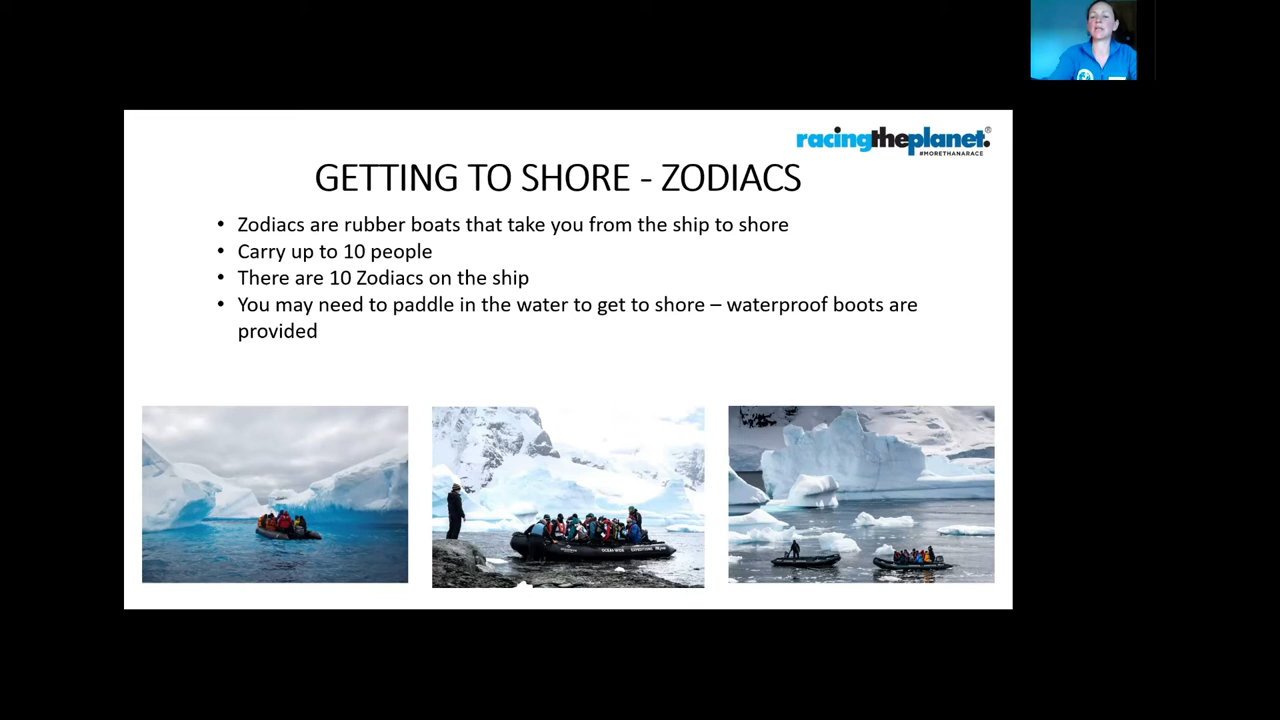 racingtheplanet.®
#MORETHANARACE
GETTING TO SHORE - ZODIACS
• Zodiacs are rubber boats that take you from the ship to shore
• Carry up to 10 people
• There are 10 Zodiacs on the ship
• You may need to paddle in the water to get to shore – waterproof boots are
provided
OCEANWIDE EXPEDITIONS